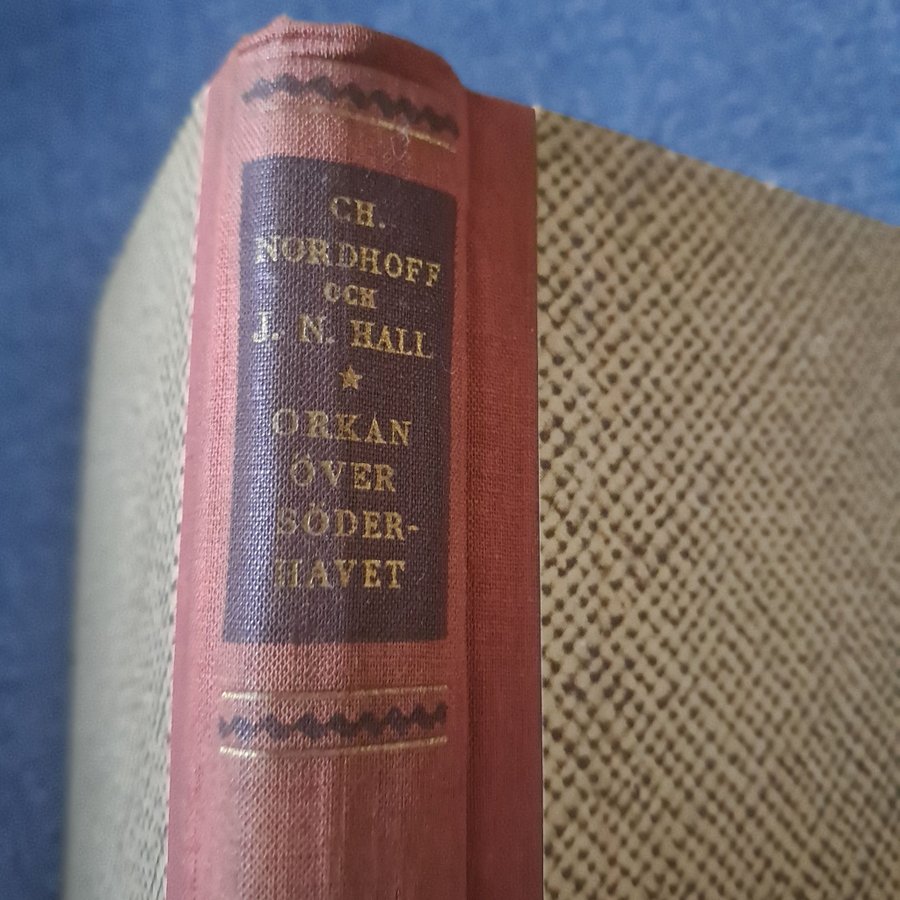 CH.
NORDHOFF
OCH
J. N. HALL
ORKAN
ÖVER
SÖDER-
HAVET